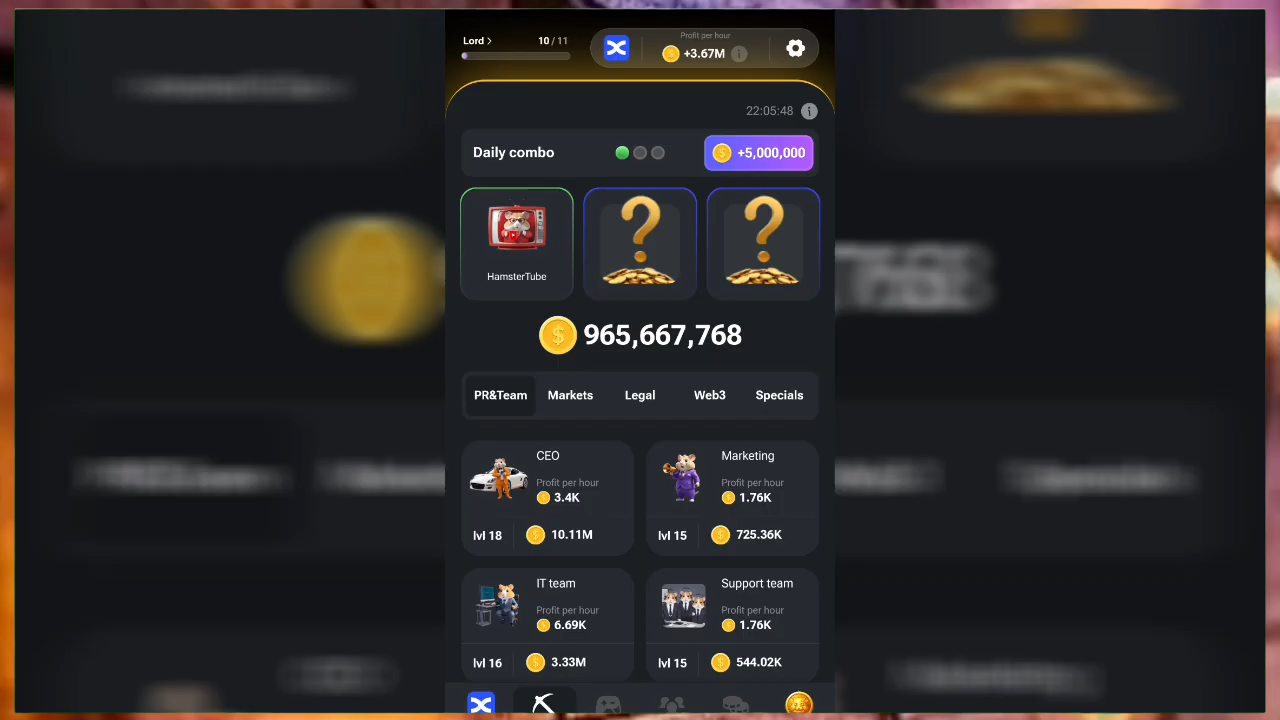 Lord >
10 / 11
Profit per hour
+3.67M
22:05:48
Daily combo
+5,000,000
HamsterTube
965,667,768
PR&Team Markets Legal Web3 Specials
CEO
Profit per hour
3.4K
lvl 18
10.11M
Marketing
Profit per hour
1.76K
lvl 15
725.36K
IT team
Profit per hour
6.69K
lvl 16
3.33M
Support team
Profit per hour
1.76K
lvl 15
544.02K